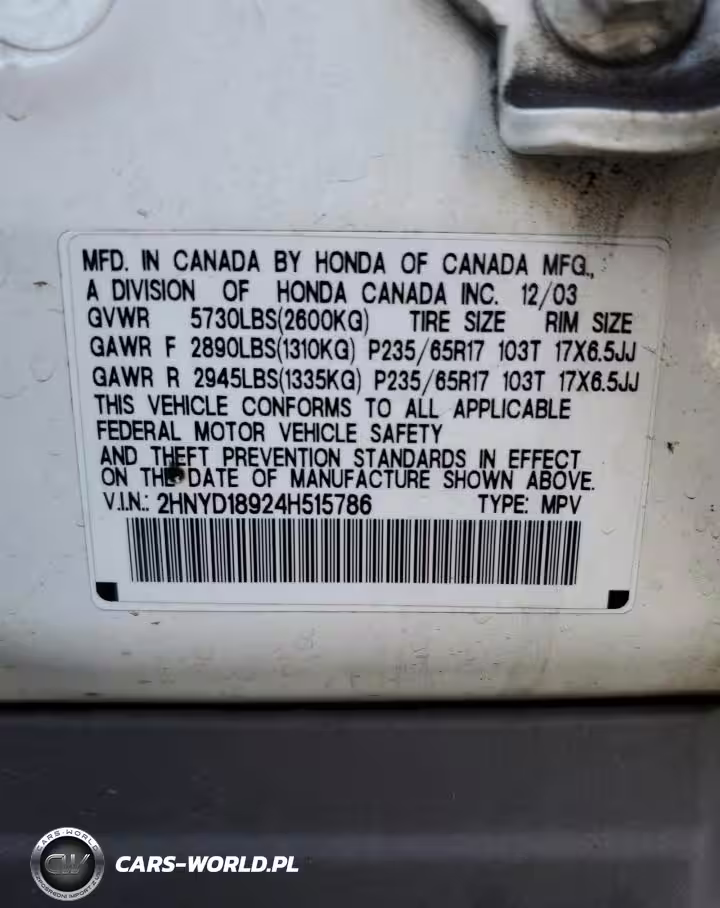 MFD. IN CANADA BY HONDA OF CANADA MFG.,
A DIVISION OF HONDA CANADA INC. 12/03
GVWR 5730LBS(2600KG) TIRE SIZE RIM SIZE
GAWR F 2890LBS(1310KG) P235/65R17 103T 17X6.5JJ
GAWR R 2945LBS(1335KG) P235/65R17 103T 17X6.5JJ
THIS VEHICLE CONFORMS TO ALL APPLICABLE
FEDERAL MOTOR VEHICLE SAFETY
AND THEFT PREVENTION STANDARDS IN EFFECT
ON THE DATE OF MANUFACTURE SHOWN ABOVE.
V.I.N.: 2HNYD18924H515786 TYPE: MPV
CARS-WORLD
CW
CARS-WORLD.PL